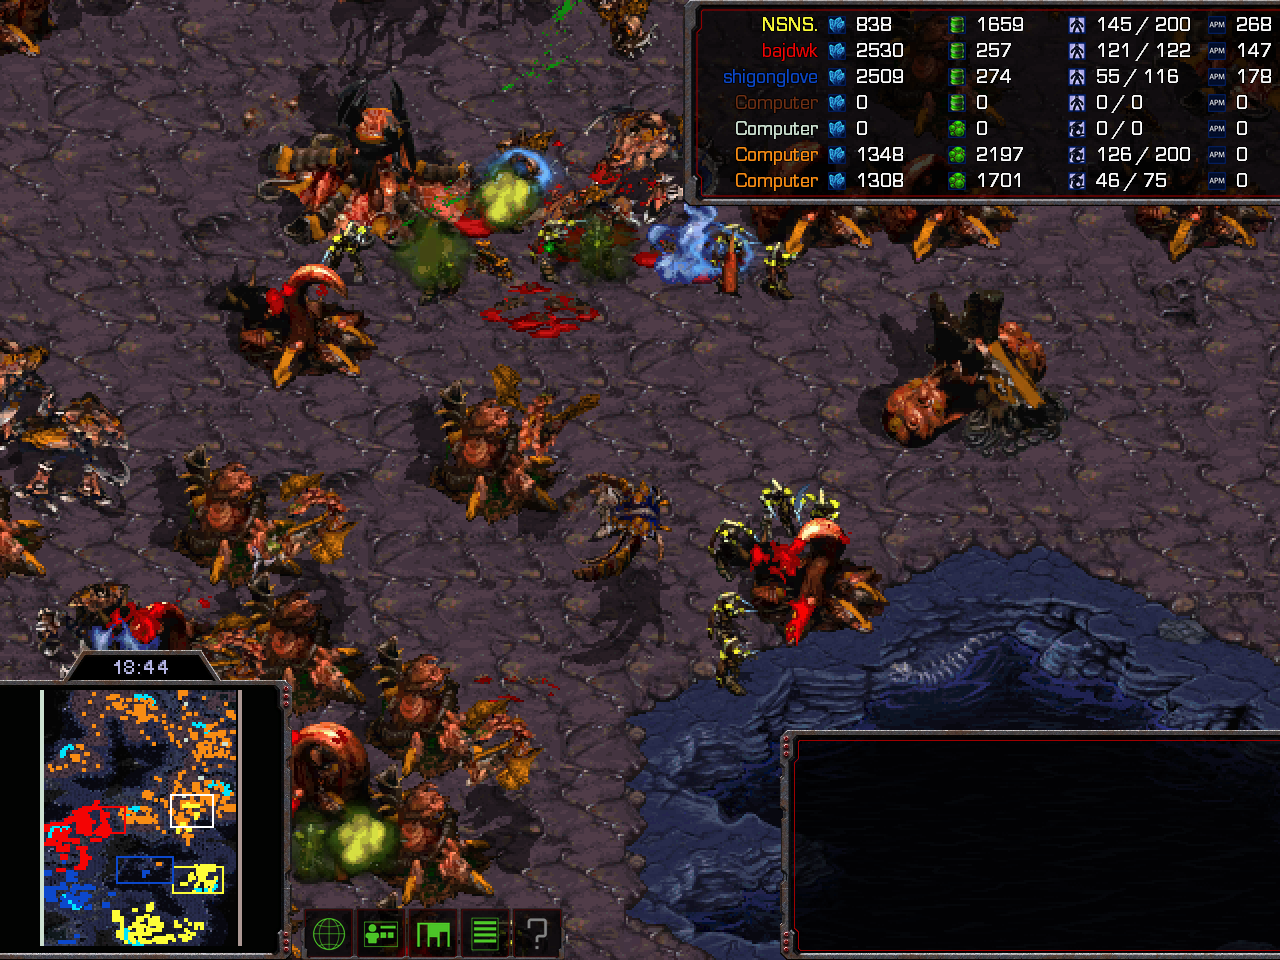 NSNS. 838 1659 145 / 200 APM 268
bajdwk 2530 257 121 / 122 APM 147
shigonglove 2509 274 55 / 116 APM 178
Computer 0 0 0 / 0 APM 0
Computer 0 0 0 / 0 APM 0
Computer 1348 2197 126 / 200 APM 0
Computer 1308 1701 46 / 75 APM 0
18:44
?